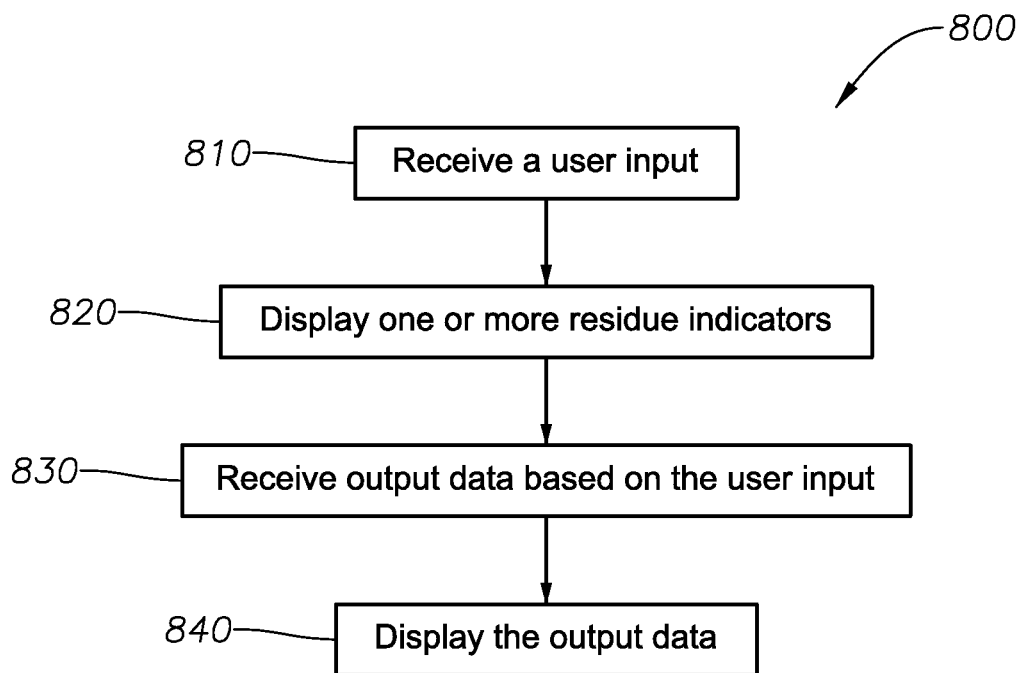 800
810
Receive a user input
820
Display one or more residue indicators
830
Receive output data based on the user input
840
Display the output data